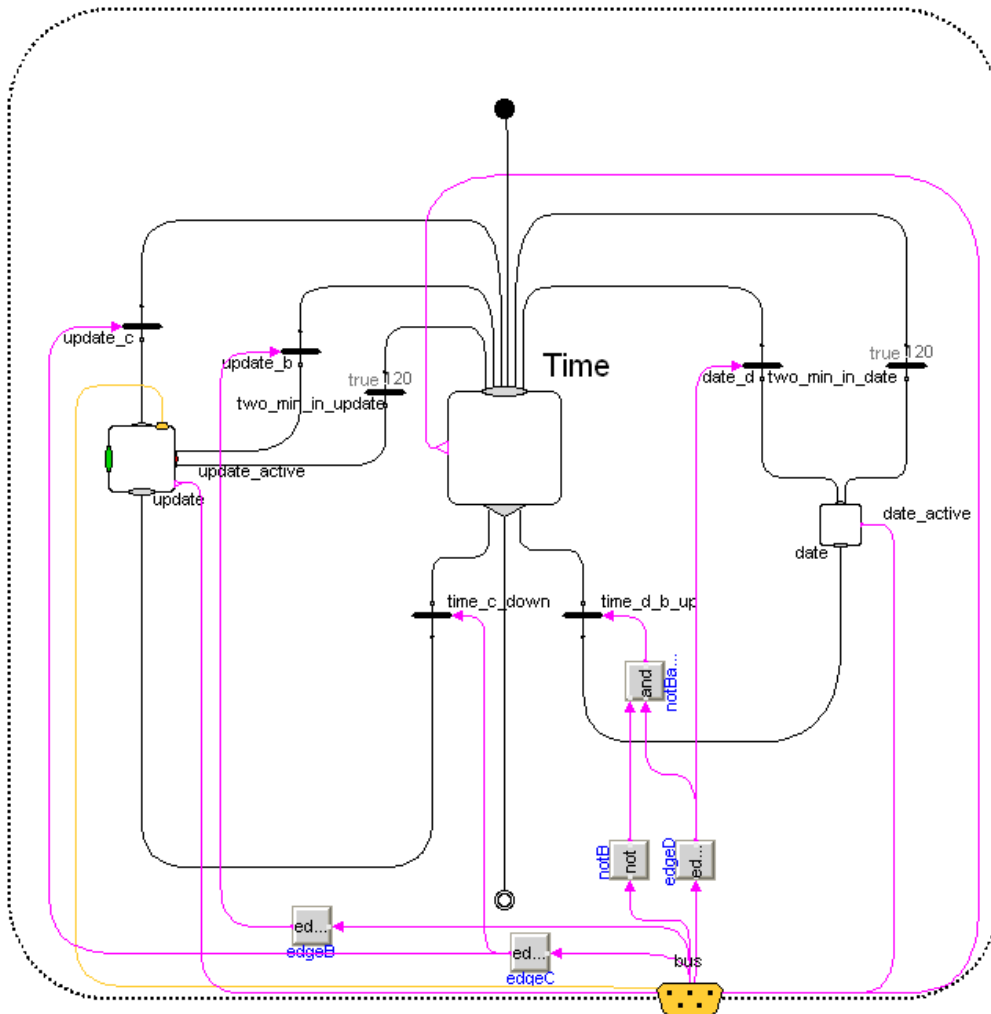 update_c
update_b
true 120
two_min_in_update
Time
date_d
true 120
two_min_in_date
update_active
update
date_active
date
time_c_down
time_d_b_up
and
notBa...
notB
not
edgeD
ed...
ed...
edgeB
ed...
edgeC
bus